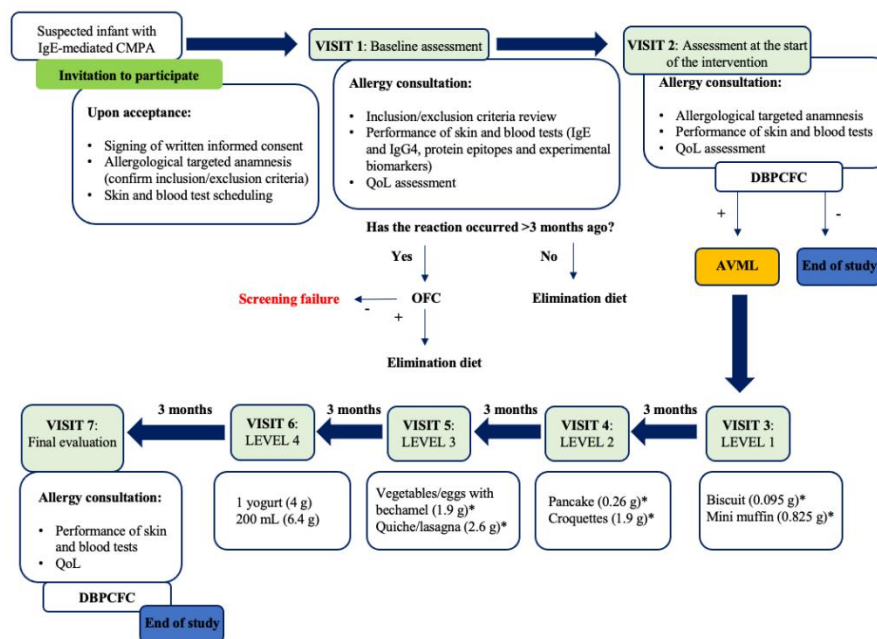 Suspected infant with
IgE-mediated CMPA
Invitation to participate
Upon acceptance:
• Signing of written informed consent
• Allergological targeted anamnesis
(confirm inclusion/exclusion criteria)
• Skin and blood test scheduling
VISIT 1: Baseline assessment
Allergy consultation:
• Inclusion/exclusion criteria review
• Performance of skin and blood tests (IgE
and IgG4, protein epitopes and experimental
biomarkers)
• QoL assessment
VISIT 2: Assessment at the start
of the intervention
Allergy consultation:
• Allergological targeted anamnesis
• Performance of skin and blood tests
• QoL assessment
DBPCFC
+
-
AVML
End of study
Has the reaction occurred >3 months ago?
Yes
No
Screening failure
-
OFC
+
Elimination diet
Elimination diet
VISIT 3:
LEVEL 1
Biscuit (0.095 g)*
Mini muffin (0.825 g)*
3 months
VISIT 4:
LEVEL 2
Pancake (0.26 g)*
Croquettes (1.9 g)*
3 months
VISIT 5:
LEVEL 3
Vegetables/eggs with
bechamel (1.9 g)*
Quiche/lasagna (2.6 g)*
3 months
VISIT 6:
LEVEL 4
1 yogurt (4 g)
200 mL (6.4 g)
3 months
VISIT 7:
Final evaluation
Allergy consultation:
• Performance of skin
and blood tests
• QoL
DBPCFC
End of study